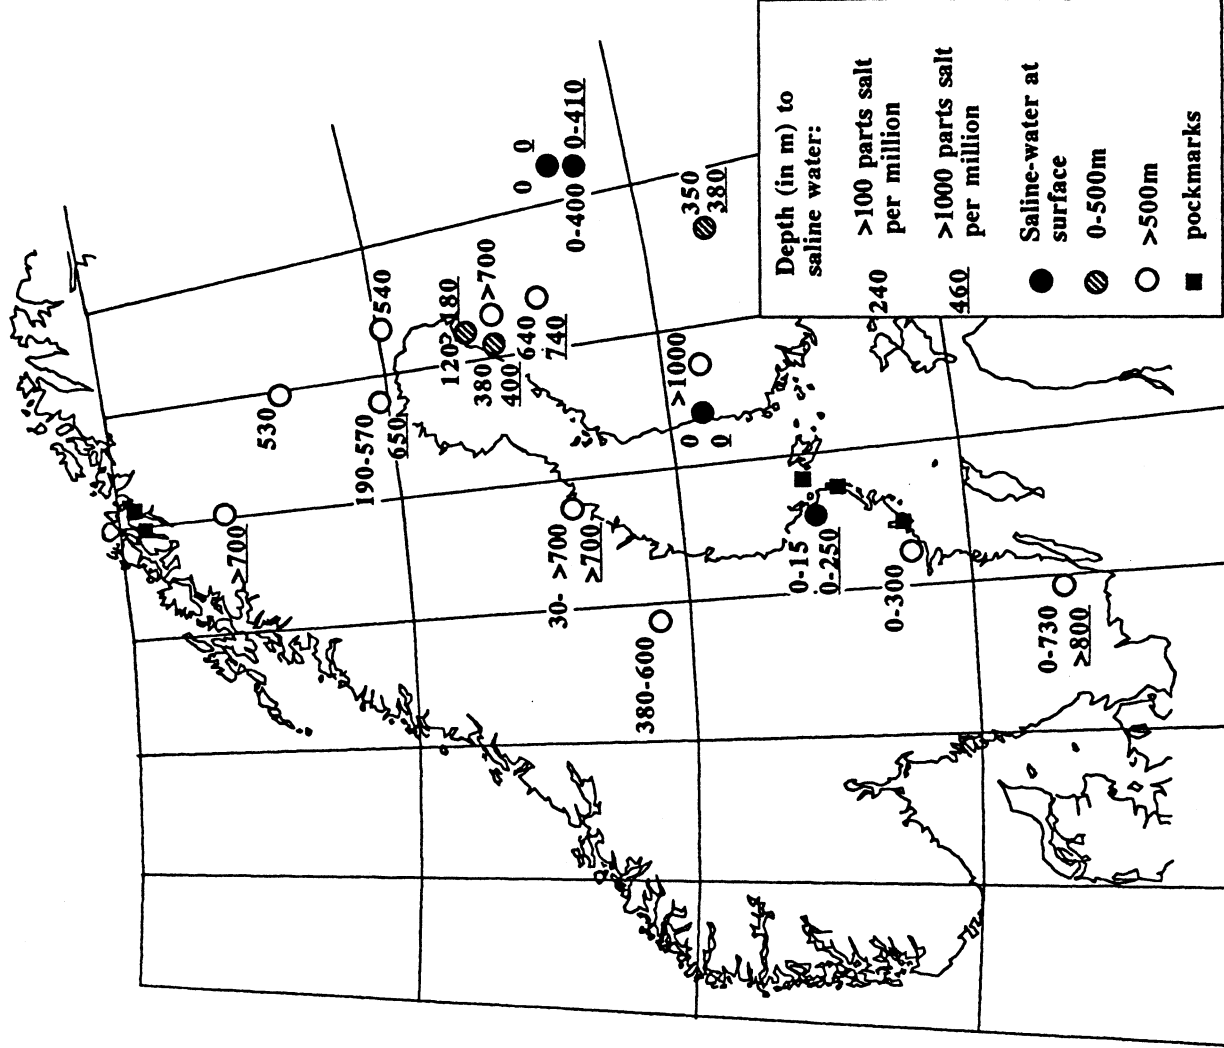 >700
530
540
190-570
650
120
>180
>700
380
400
640
740
0
0
0-400
0-410
350
380
30- >700
>700
>1000
0
0
380-600
0-15
0-250
0-300
0-730
>800
Depth (in m) to
saline water:
240
>100 parts salt
per million
460
>1000 parts salt
per million
Saline-water at
surface
0-500m
>500m
pockmarks